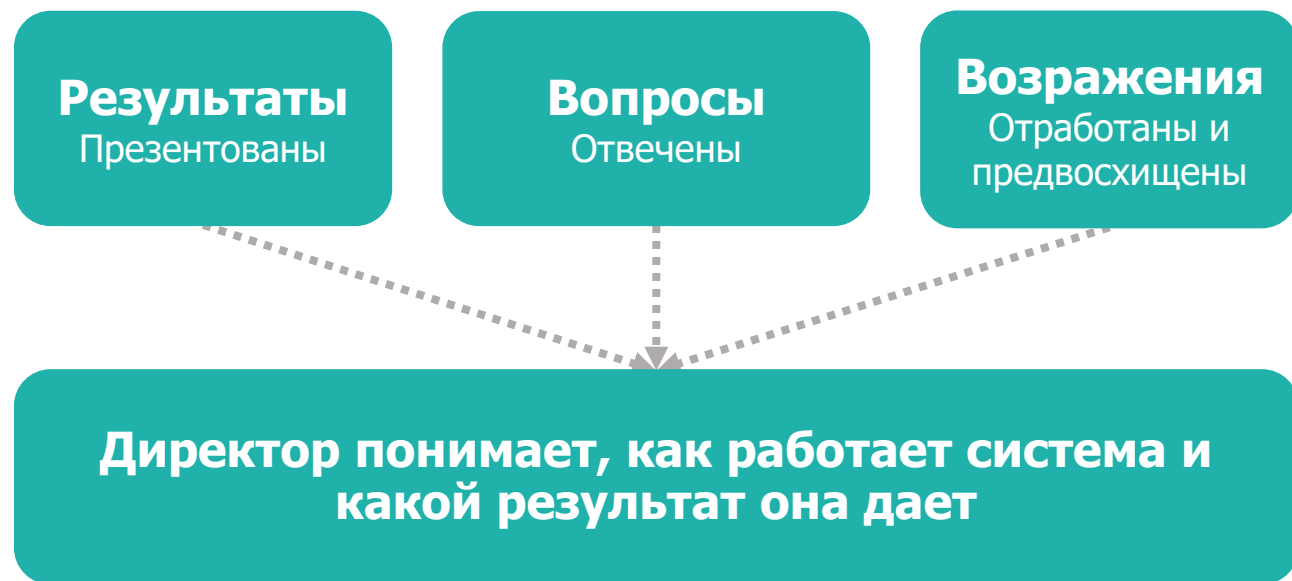 Результаты
Презентованы
Вопросы
Отвечены
Возражения
Отработаны и
предвосхищены
Директор понимает, как работает система и
какой результат она дает